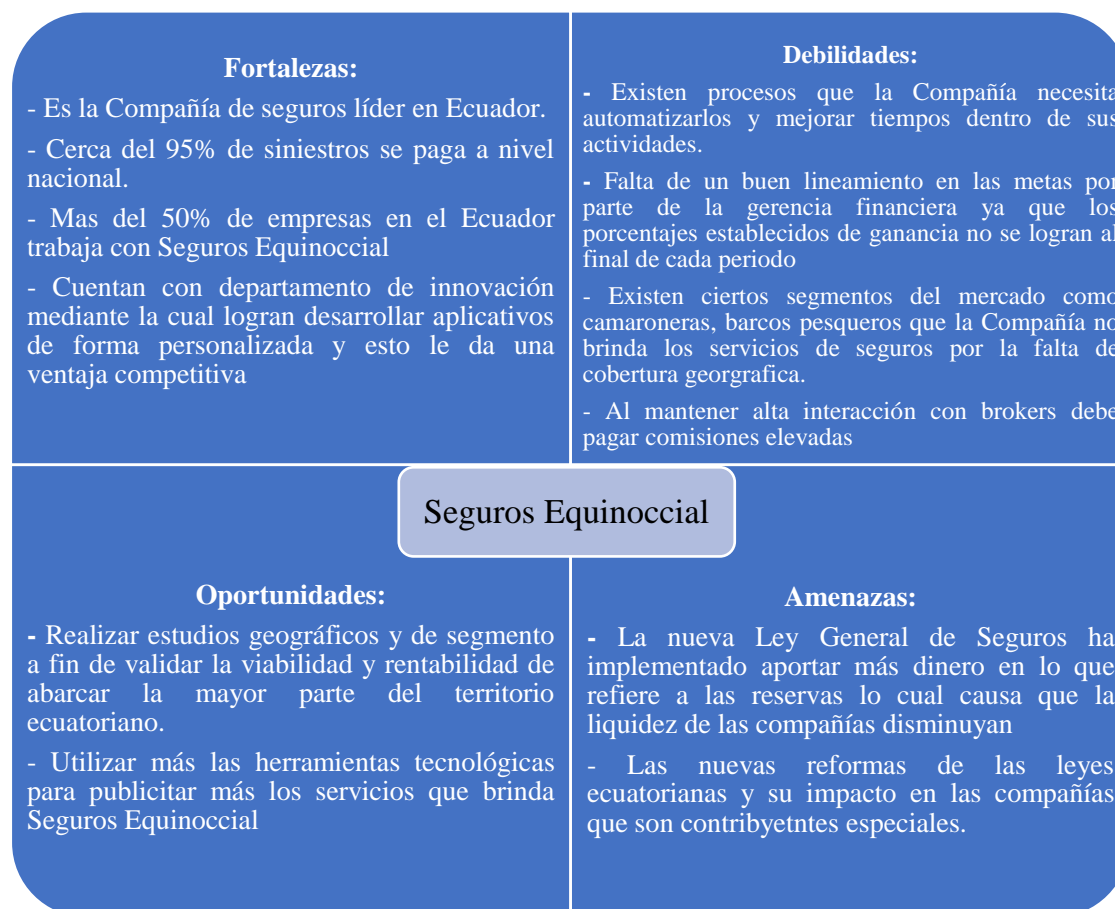 Fortalezas:
- Es la Compañía de seguros líder en Ecuador.
- Cerca del 95% de siniestros se paga a nivel
nacional.
- Mas del 50% de empresas en el Ecuador
trabaja con Seguros Equinoccial
- Cuentan con departamento de innovación
mediante la cual logran desarrollar aplicativos
de forma personalizada y esto le da una
ventaja competitiva
Debilidades:
- Existen procesos que la Compañía necesita
automatizarlos y mejorar tiempos dentro de sus
actividades.
- Falta de un buen lineamiento en las metas por
parte de la gerencia financiera ya que los
porcentajes establecidos de ganancia no se logran al
final de cada periodo
- Existen ciertos segmentos del mercado como
camaroneras, barcos pesqueros que la Compañía no
brinda los servicios de seguros por la falta de
cobertura georgrafica.
- Al mantener alta interacción con brokers debe
pagar comisiones elevadas
Seguros Equinoccial
Oportunidades:
- Realizar estudios geográficos y de segmento
a fin de validar la viabilidad y rentabilidad de
abarcar la mayor parte del territorio
ecuatoriano.
- Utilizar más las herramientas tecnológicas
para publicitar más los servicios que brinda
Seguros Equinoccial
Amenazas:
- La nueva Ley General de Seguros ha
implementado aportar más dinero en lo que
refiere a las reservas lo cual causa que la
liquidez de las compañías disminuyan
- Las nuevas reformas de las leyes
ecuatorianas y su impacto en las compañías
que son contribyetntes especiales.